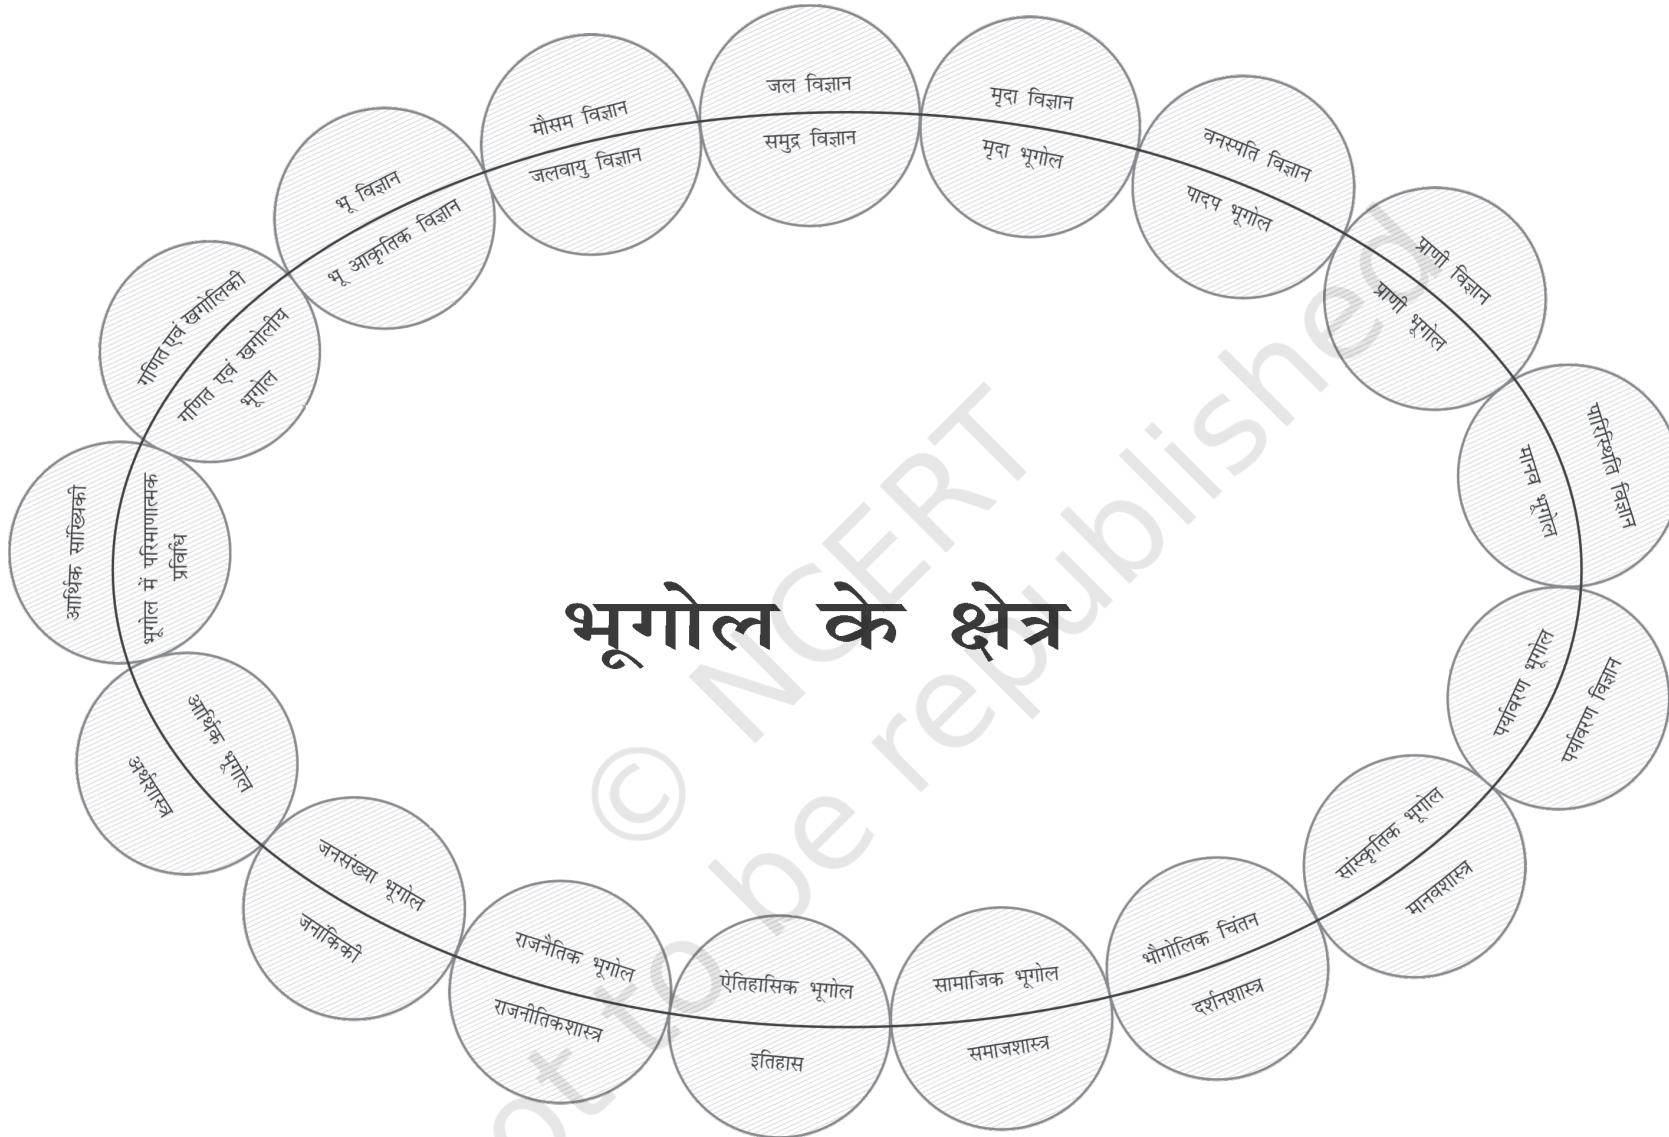 जल विज्ञान
समुद्र विज्ञान
मृदा विज्ञान
मृदा भूगोल
वनस्पति विज्ञान
पादप भूगोल
प्राणी विज्ञान
प्राणी भूगोल
पारिस्थिति विज्ञान
मानव भूगोल
पर्यावरण भूगोल
पर्यावरण विज्ञान
सांस्कृतिक भूगोल
मानवशास्त्र
भौगोलिक चिंतन
दर्शनशास्त्र
सामाजिक भूगोल
समाजशास्त्र
ऐतिहासिक भूगोल
इतिहास
राजनैतिक भूगोल
राजनीतिकशास्त्र
जनसंख्या भूगोल
जनांकिकी
आर्थिक भूगोल
अर्थशास्त्र
आर्थिक सांख्यिकी
भूगोल में परिमाणात्मक
प्रविधि
गणित एवं खगोलिकी
गणित एवं खगोलीय
भूगोल
भू विज्ञान
भू आकृतिक विज्ञान
मौसम विज्ञान
जलवायु विज्ञान
भूगोल के क्षेत्र
© NCERT
not to be republished